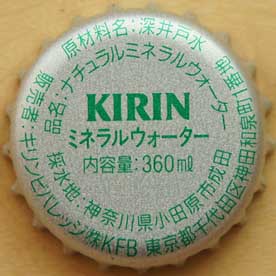 品名:ナチュラルミネラルウォーター
原材料名:深井戸水
KIRIN
ミネラルウォーター
内容量:360ml
採水地:神奈川県小田原市成田
販売者:キリンビバレッジ㈱KFB 東京都千代田区神田和泉町1番地